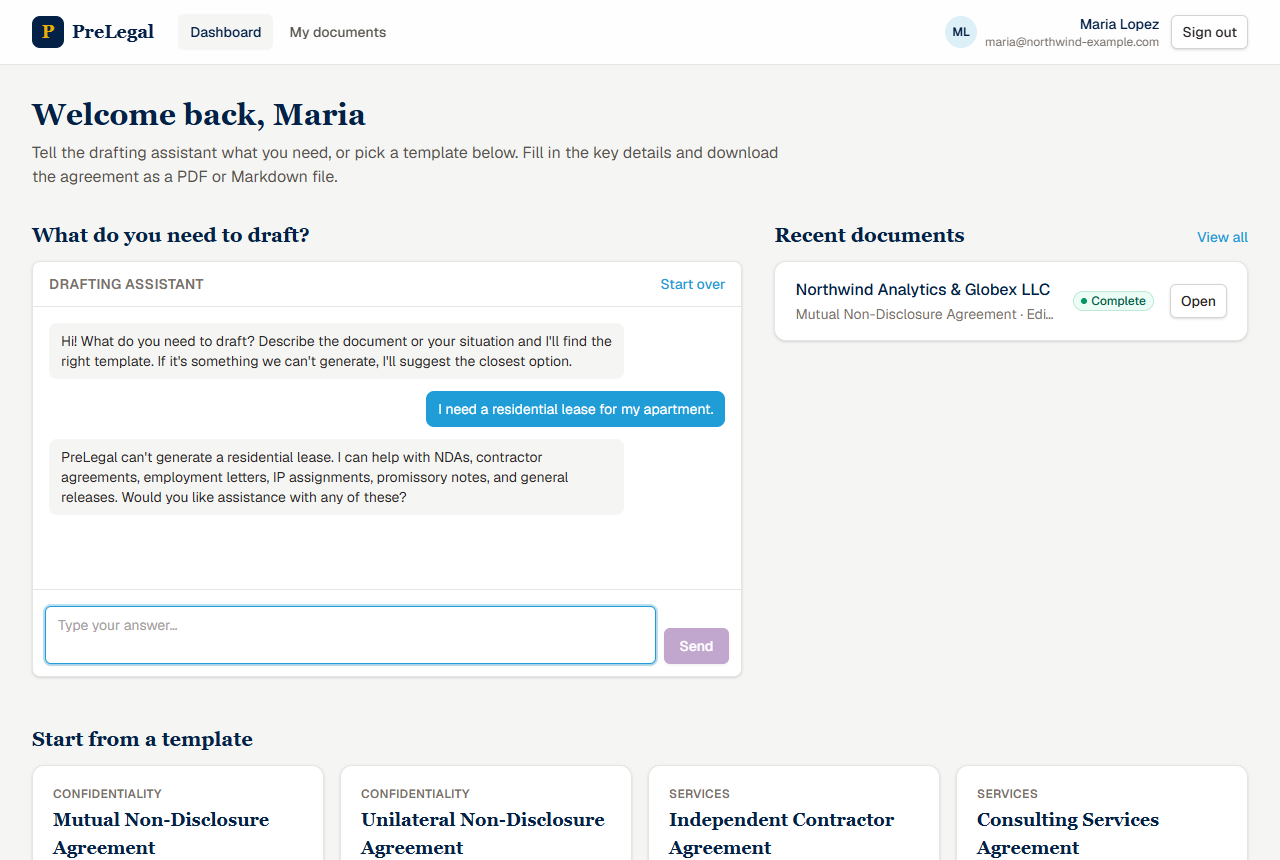 P PreLegal Dashboard My documents ML Maria Lopez maria@northwind-example.com Sign out
Welcome back, Maria
Tell the drafting assistant what you need, or pick a template below. Fill in the key details and download
the agreement as a PDF or Markdown file.
What do you need to draft?
DRAFTING ASSISTANT Start over
Hi! What do you need to draft? Describe the document or your situation and I'll find the
right template. If it's something we can't generate, I'll suggest the closest option.
I need a residential lease for my apartment.
PreLegal can't generate a residential lease. I can help with NDAs, contractor
agreements, employment letters, IP assignments, promissory notes, and general
releases. Would you like assistance with any of these?
Type your answer…
Send
Recent documents View all
Northwind Analytics & Globex LLC
Mutual Non-Disclosure Agreement · Edi…
Complete
Open
Start from a template
CONFIDENTIALITY
Mutual Non-Disclosure
Agreement
CONFIDENTIALITY
Unilateral Non-Disclosure
Agreement
SERVICES
Independent Contractor
Agreement
SERVICES
Consulting Services
Agreement